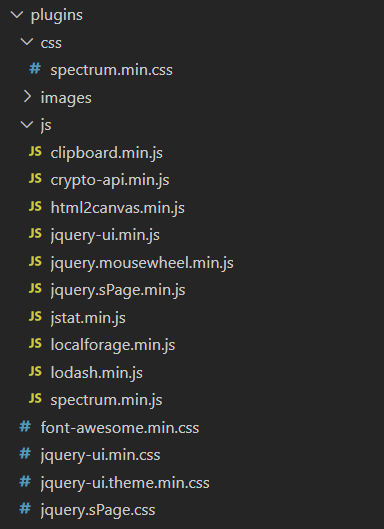 plugins
css
# spectrum.min.css
images
js
JS clipboard.min.js
JS crypto-api.min.js
JS html2canvas.min.js
JS jquery-ui.min.js
JS jquery.mousewheel.min.js
JS jquery.sPage.min.js
JS jstat.min.js
JS localforage.min.js
JS lodash.min.js
JS spectrum.min.js
# font-awesome.min.css
# jquery-ui.min.css
# jquery-ui.theme.min.css
# jquery.sPage.css